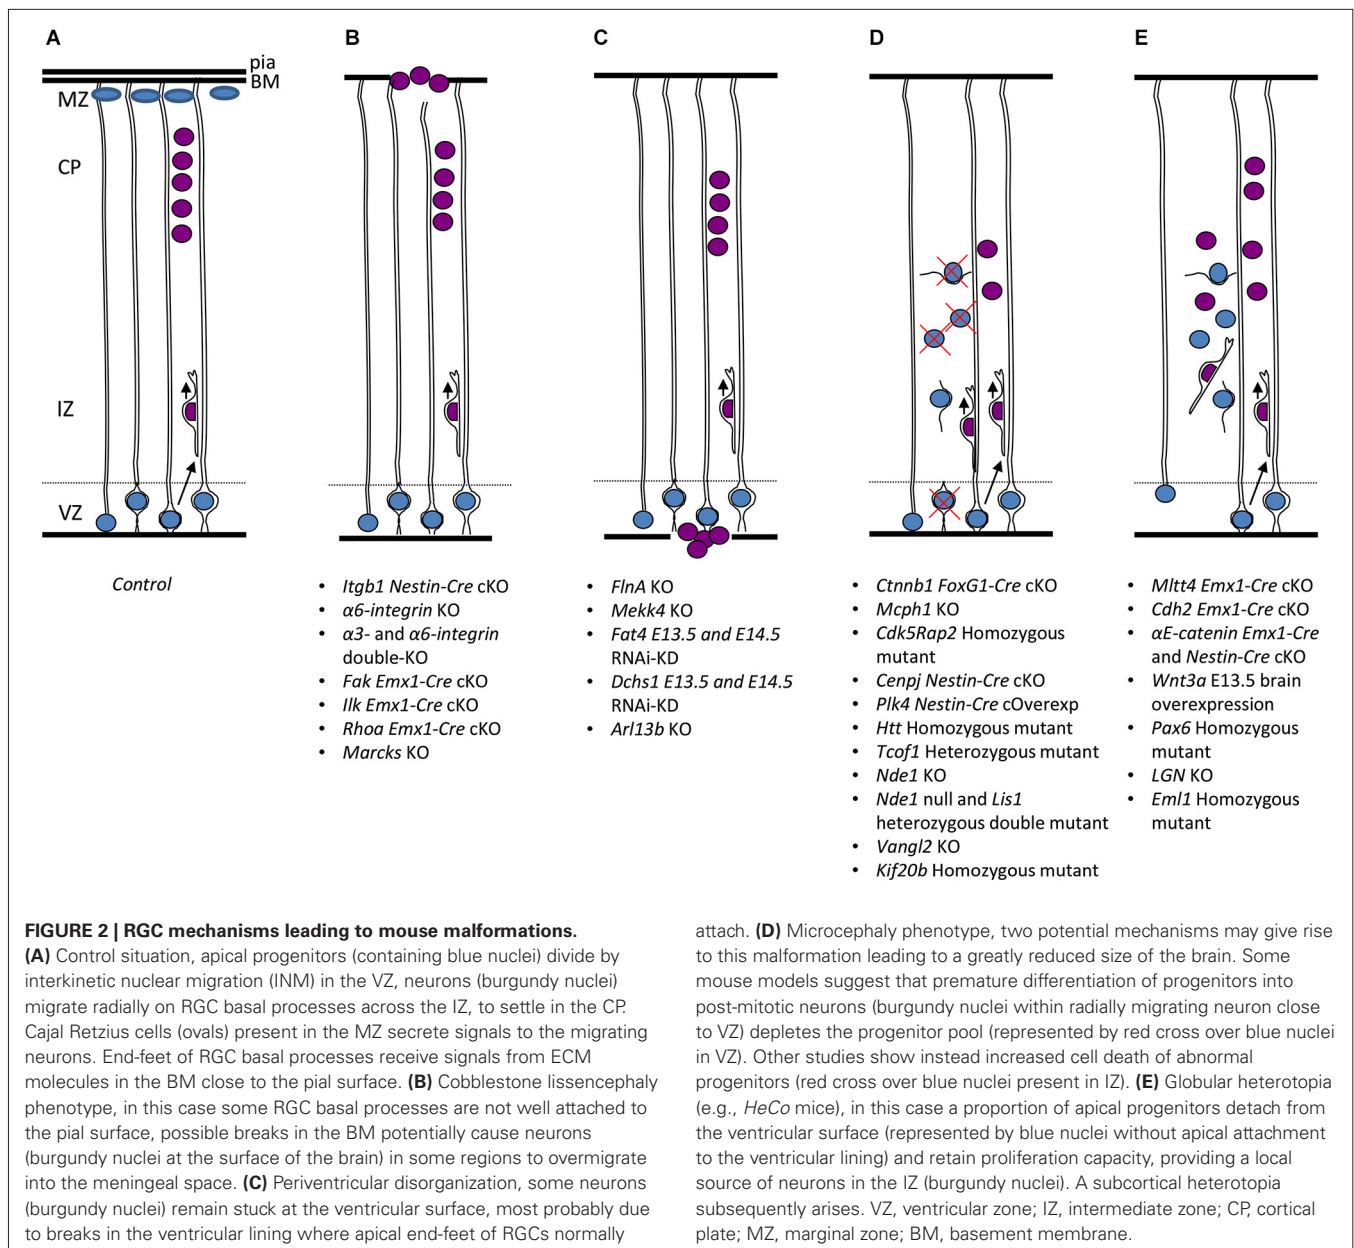 A
B
C
D
E
pia
BM
MZ
CP
IZ
VZ
Control
• Itgb1 Nestin-Cre cKO
• α6-integrin KO
• α3- and α6-integrin
double-KO
• Fak Emx1-Cre cKO
• Ilk Emx1-Cre cKO
• Rhoa Emx1-Cre cKO
• Marcks KO
• FlnA KO
• Mekk4 KO
• Fat4 E13.5 and E14.5
RNAi-KD
• Dchs1 E13.5 and E14.5
RNAi-KD
• Arl13b KO
• Ctnnb1 FoxG1-Cre cKO
• Mcph1 KO
• Cdk5Rap2 Homozygous
mutant
• Cenpj Nestin-Cre cKO
• Plk4 Nestin-Cre cOverexp
• Htt Homozygous mutant
• Tcof1 Heterozygous mutant
• Nde1 KO
• Nde1 null and Lis1
heterozygous double mutant
• Vangl2 KO
• Kif20b Homozygous mutant
• Mltt4 Emx1-Cre cKO
• Cdh2 Emx1-Cre cKO
• αE-catenin Emx1-Cre
and Nestin-Cre cKO
• Wnt3a E13.5 brain
overexpression
• Pax6 Homozygous
mutant
• LGN KO
• Eml1 Homozygous
mutant
FIGURE 2 | RGC mechanisms leading to mouse malformations.
(A) Control situation, apical progenitors (containing blue nuclei) divide by
interkinetic nuclear migration (INM) in the VZ, neurons (burgundy nuclei)
migrate radially on RGC basal processes across the IZ, to settle in the CP.
Cajal Retzius cells (ovals) present in the MZ secrete signals to the migrating
neurons. End-feet of RGC basal processes receive signals from ECM
molecules in the BM close to the pial surface. (B) Cobblestone lissencephaly
phenotype, in this case some RGC basal processes are not well attached to
the pial surface, possible breaks in the BM potentially cause neurons
(burgundy nuclei at the surface of the brain) in some regions to overmigrate
into the meningeal space. (C) Periventricular disorganization, some neurons
(burgundy nuclei) remain stuck at the ventricular surface, most probably due
to breaks in the ventricular lining where apical end-feet of RGCs normally
attach. (D) Microcephaly phenotype, two potential mechanisms may give rise
to this malformation leading to a greatly reduced size of the brain. Some
mouse models suggest that premature differentiation of progenitors into
post-mitotic neurons (burgundy nuclei within radially migrating neuron close
to VZ) depletes the progenitor pool (represented by red cross over blue nuclei
in VZ). Other studies show instead increased cell death of abnormal
progenitors (red cross over blue nuclei present in IZ). (E) Globular heterotopia
(e.g., HeCo mice), in this case a proportion of apical progenitors detach from
the ventricular surface (represented by blue nuclei without apical attachment
to the ventricular lining) and retain proliferation capacity, providing a local
source of neurons in the IZ (burgundy nuclei). A subcortical heterotopia
subsequently arises. VZ, ventricular zone; IZ, intermediate zone; CP, cortical
plate; MZ, marginal zone; BM, basement membrane.